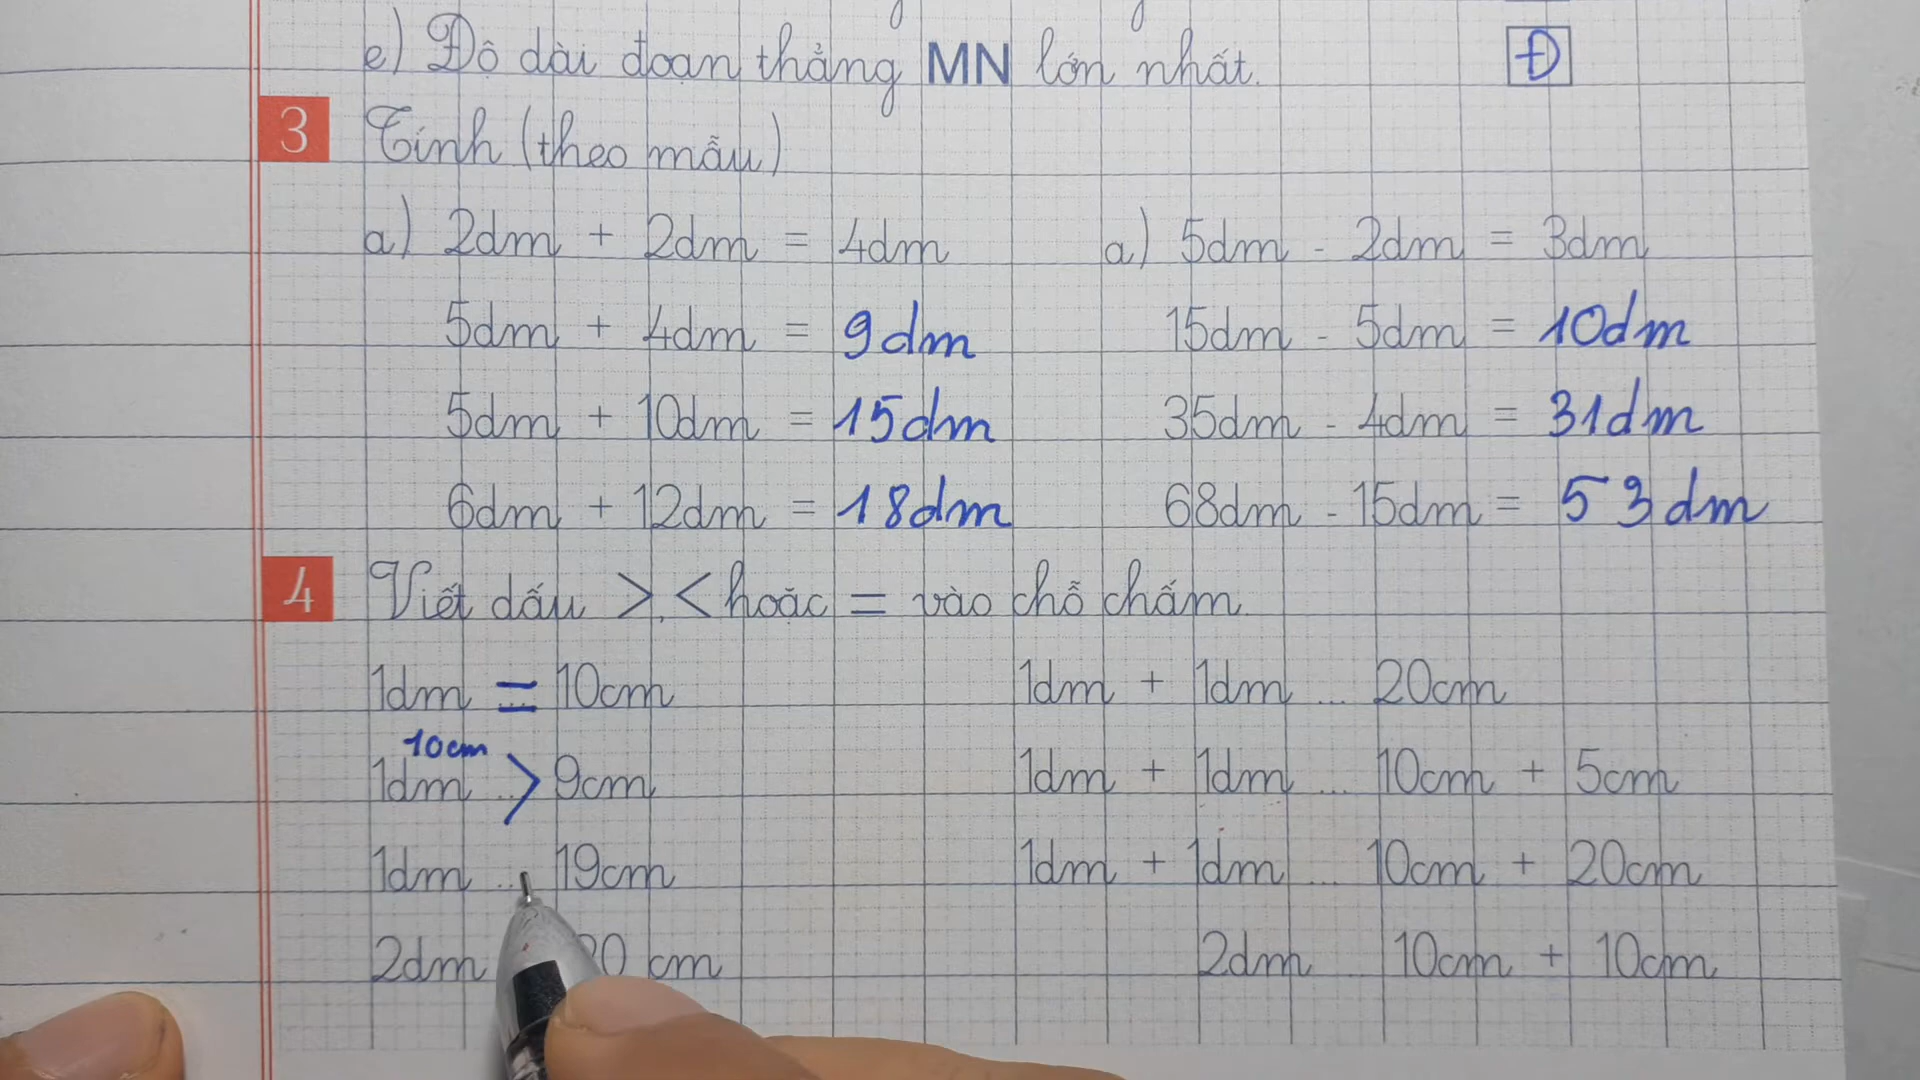 e) Độ dài đoạn thẳng MN lớn nhất. Đ
3 Tính (theo mẫu)
a) 2dm + 2dm = 4dm a) 5dm - 2dm = 3dm
5dm + 4dm = 9dm 15dm - 5dm = 10dm
5dm + 10dm = 15dm 35dm - 4dm = 31dm
6dm + 12dm = 18dm 68dm - 15dm = 53dm
4 Viết dấu >, < hoặc = vào chỗ chấm.
1dm = 10cm 1dm + 1dm ... 20cm
10cm
1dm > 9cm 1dm + 1dm ... 10cm + 5cm
1dm ... 19cm 1dm + 1dm ... 10cm + 20cm
2dm cm 2dm 10cm + 10cm